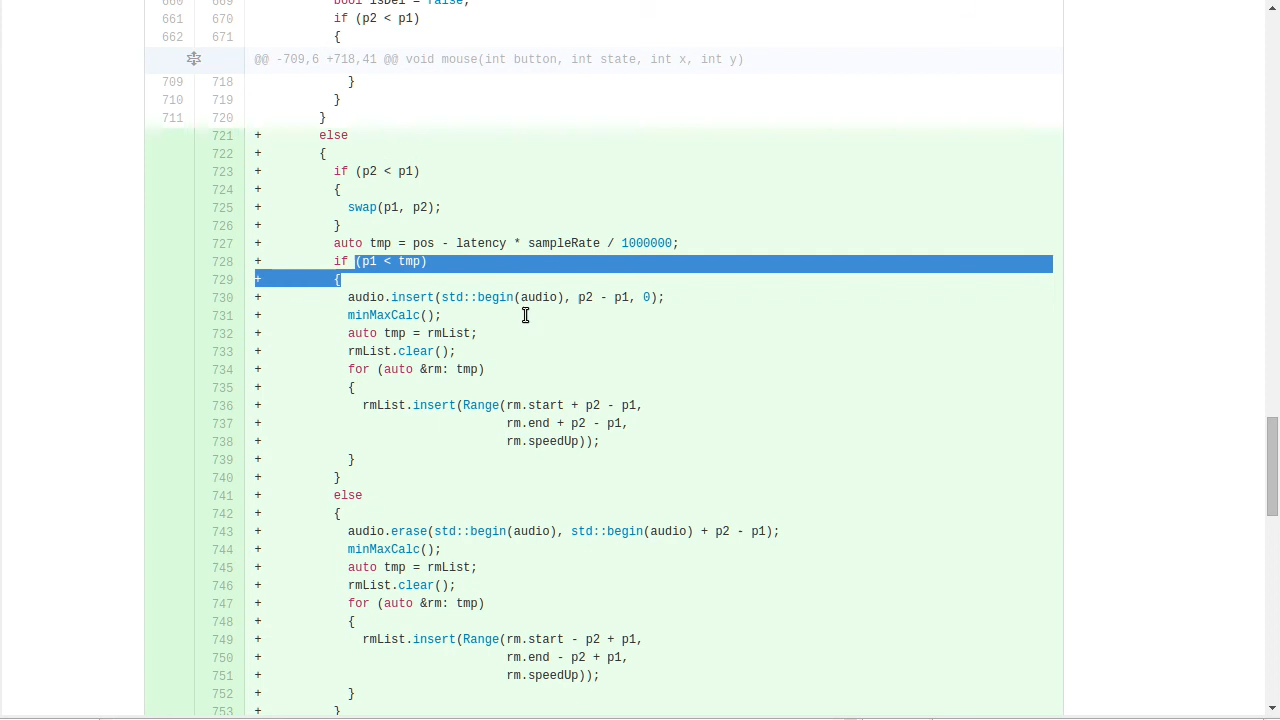 660 669 bool isDel = false;
661 670 if (p2 < p1)
662 671 {
@@ -709,6 +718,41 @@ void mouse(int button, int state, int x, int y)
709 718 }
710 719 }
711 720 }
721 + else
722 + {
723 + if (p2 < p1)
724 + {
725 + swap(p1, p2);
726 + }
727 + auto tmp = pos - latency * sampleRate / 1000000;
728 + if (p1 < tmp)
729 + {
730 + audio.insert(std::begin(audio), p2 - p1, 0);
731 + minMaxCalc();
732 + auto tmp = rmList;
733 + rmList.clear();
734 + for (auto &rm: tmp)
735 + {
736 + rmList.insert(Range(rm.start + p2 - p1,
737 + rm.end + p2 - p1,
738 + rm.speedUp));
739 + }
740 + }
741 + else
742 + {
743 + audio.erase(std::begin(audio), std::begin(audio) + p2 - p1);
744 + minMaxCalc();
745 + auto tmp = rmList;
746 + rmList.clear();
747 + for (auto &rm: tmp)
748 + {
749 + rmList.insert(Range(rm.start - p2 + p1,
750 + rm.end - p2 + p1,
751 + rm.speedUp));
752 + }
753 + }